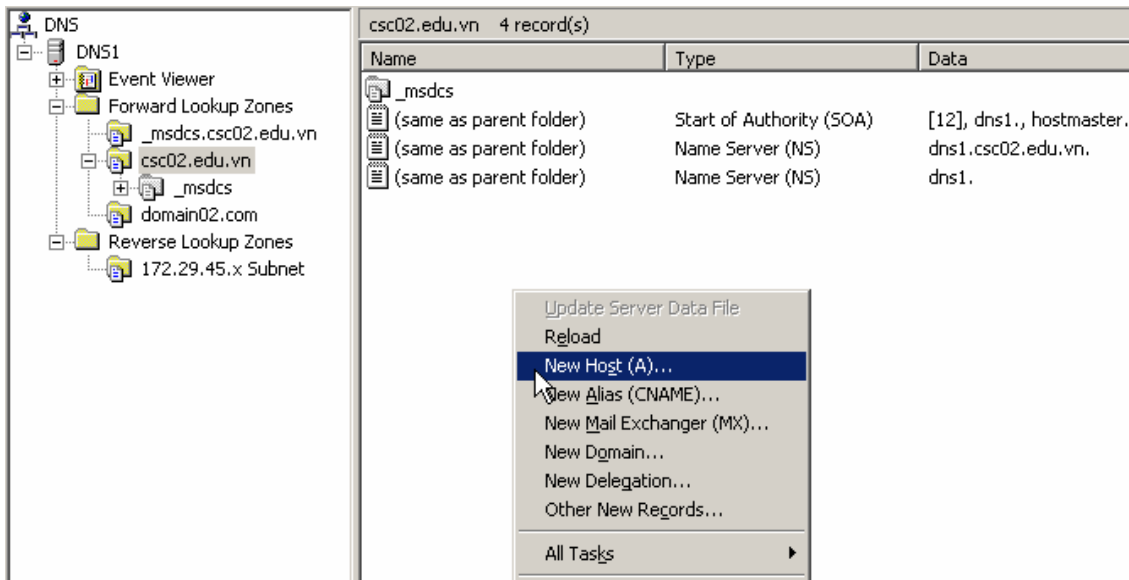 DNS
DNS1
Event Viewer
Forward Lookup Zones
_msdcs.csc02.edu.vn
csc02.edu.vn
_msdcs
domain02.com
Reverse Lookup Zones
172.29.45.x Subnet
csc02.edu.vn 4 record(s)
Name Type Data
_msdcs
(same as parent folder) Start of Authority (SOA) [12], dns1., hostmaster.
(same as parent folder) Name Server (NS) dns1.csc02.edu.vn.
(same as parent folder) Name Server (NS) dns1.
Update Server Data File
Reload
New Host (A)...
New Alias (CNAME)...
New Mail Exchanger (MX)...
New Domain...
New Delegation...
Other New Records...
All Tasks